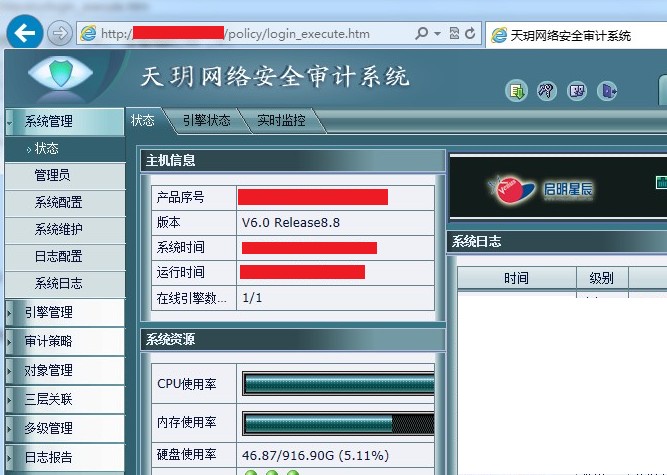 http://
/policy/login_execute.htm
天玥网络安全审计系统
天玥网络安全审计系统
系统管理
状态
管理员
系统配置
系统维护
日志配置
系统日志
引擎管理
审计策略
对象管理
三层关联
多级管理
日志报告
状态
引擎状态
实时监控
主机信息
产品序号
版本 V6.0 Release8.8
系统时间
运行时间
在线引擎数... 1/1
系统资源
CPU使用率
内存使用率
硬盘使用率 46.87/916.90G (5.11%)
Venus
启明星辰
系统日志
时间 级别